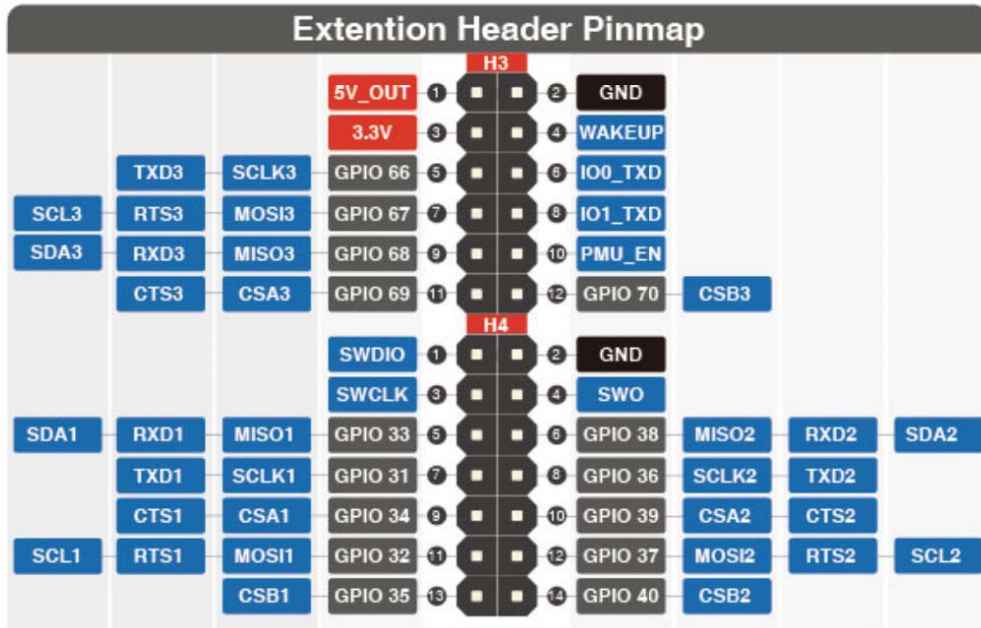 Extention Header Pinmap
H3
5V_OUT 1 2 GND
3.3V 3 4 WAKEUP
TXD3 SCLK3 GPIO 66 5 6 IO0_TXD
SCL3 RTS3 MOSI3 GPIO 67 7 8 IO1_TXD
SDA3 RXD3 MISO3 GPIO 68 9 10 PMU_EN
CTS3 CSA3 GPIO 69 11 12 GPIO 70 CSB3
H4
SWDIO 1 2 GND
SWCLK 3 4 SWO
SDA1 RXD1 MISO1 GPIO 33 5 6 GPIO 38 MISO2 RXD2 SDA2
TXD1 SCLK1 GPIO 31 7 8 GPIO 36 SCLK2 TXD2
CTS1 CSA1 GPIO 34 9 10 GPIO 39 CSA2 CTS2
SCL1 RTS1 MOSI1 GPIO 32 11 12 GPIO 37 MOSI2 RTS2 SCL2
CSB1 GPIO 35 13 14 GPIO 40 CSB2